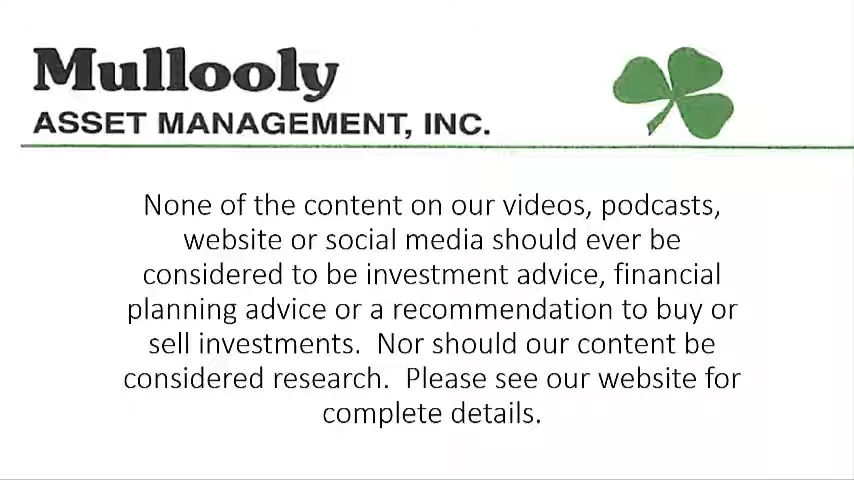 Mullooly
ASSET MANAGEMENT, INC.
None of the content on our videos, podcasts,
website or social media should ever be
considered to be investment advice, financial
planning advice or a recommendation to buy or
sell investments.  Nor should our content be
considered research.  Please see our website for
complete details.